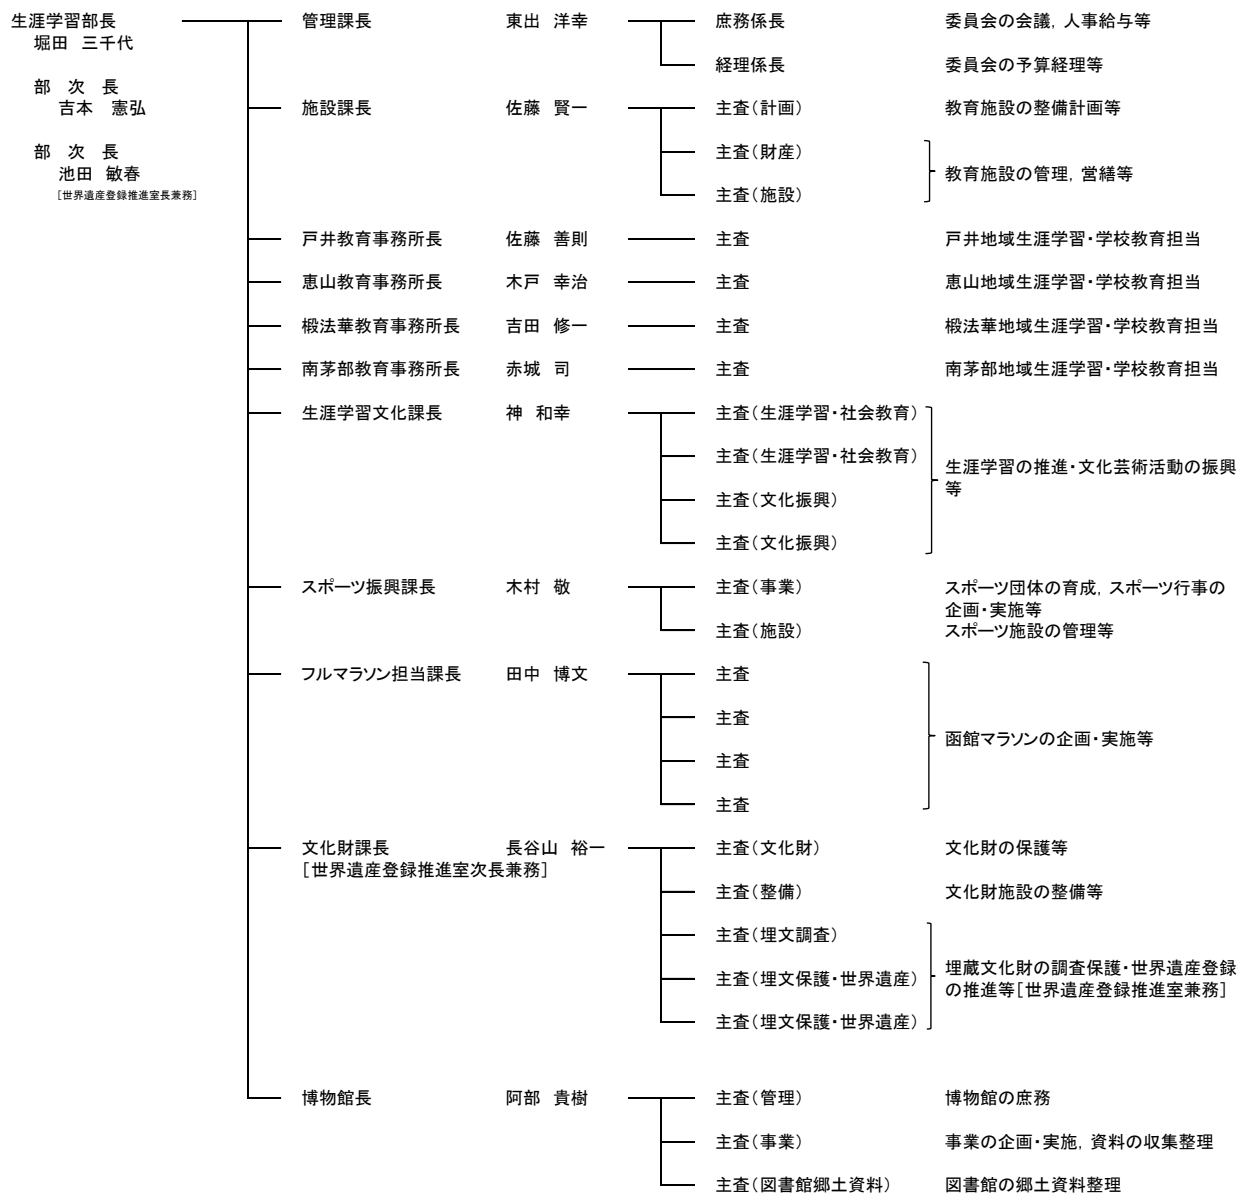 生涯学習部長 管理課長 東出 洋幸 庶務係長 委員会の会議, 人事給与等
堀田 三千代
経理係長 委員会の予算経理等
部 次 長
吉本 憲弘
施設課長 佐藤 賢一 主査(計画) 教育施設の整備計画等
部 次 長
池田 敏春
[世界遺産登録推進室長兼務]
主査(財産)
教育施設の管理, 営繕等
主査(施設)
戸井教育事務所長 佐藤 善則 主査 戸井地域生涯学習・学校教育担当
恵山教育事務所長 木戸 幸治 主査 恵山地域生涯学習・学校教育担当
椴法華教育事務所長 吉田 修一 主査 椴法華地域生涯学習・学校教育担当
南茅部教育事務所長 赤城 司 主査 南茅部地域生涯学習・学校教育担当
生涯学習文化課長 神 和幸 主査(生涯学習・社会教育)
主査(生涯学習・社会教育)
生涯学習の推進・文化芸術活動の振興
等
主査(文化振興)
主査(文化振興)
スポーツ振興課長 木村 敬 主査(事業) スポーツ団体の育成, スポーツ行事の
企画・実施等
主査(施設) スポーツ施設の管理等
フルマラソン担当課長 田中 博文 主査
主査
函館マラソンの企画・実施等
主査
主査
文化財課長 長谷山 裕一 主査(文化財) 文化財の保護等
[世界遺産登録推進室次長兼務]
主査(整備) 文化財施設の整備等
主査(埋文調査)
埋蔵文化財の調査保護・世界遺産登録
主査(埋文保護・世界遺産)
の推進等[世界遺産登録推進室兼務]
主査(埋文保護・世界遺産)
博物館長 阿部 貴樹 主査(管理) 博物館の庶務
主査(事業) 事業の企画・実施, 資料の収集整理
主査(図書館郷土資料) 図書館の郷土資料整理